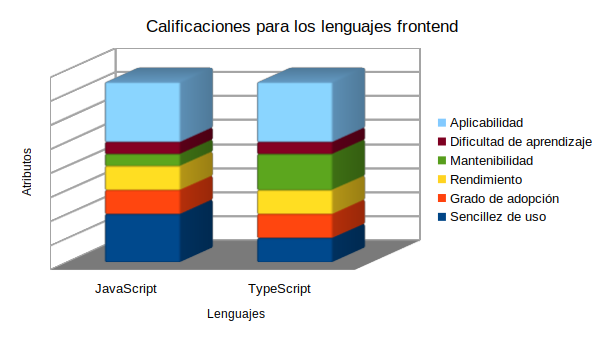 Calificaciones para los lenguajes frontend
Atributos
Aplicabilidad
Dificultad de aprendizaje
Mantenibilidad
Rendimiento
Grado de adopción
Sencillez de uso
JavaScript
TypeScript
Lenguajes